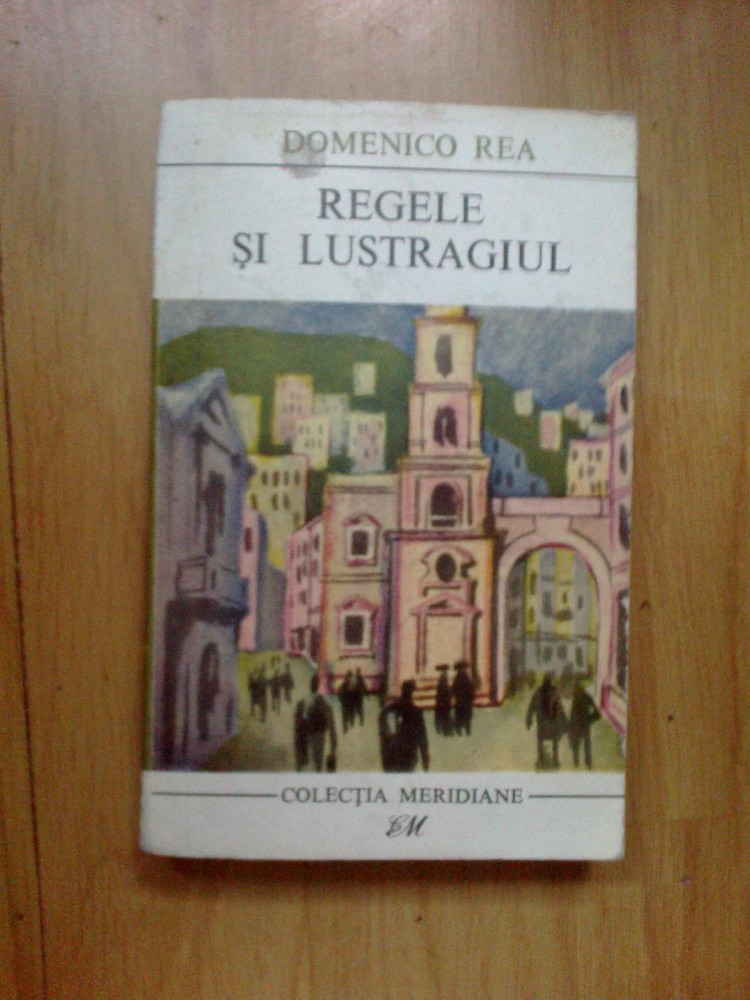 DOMENICO REA
REGELE
ȘI LUSTRAGIUL
COLECȚIA MERIDIANE
CM